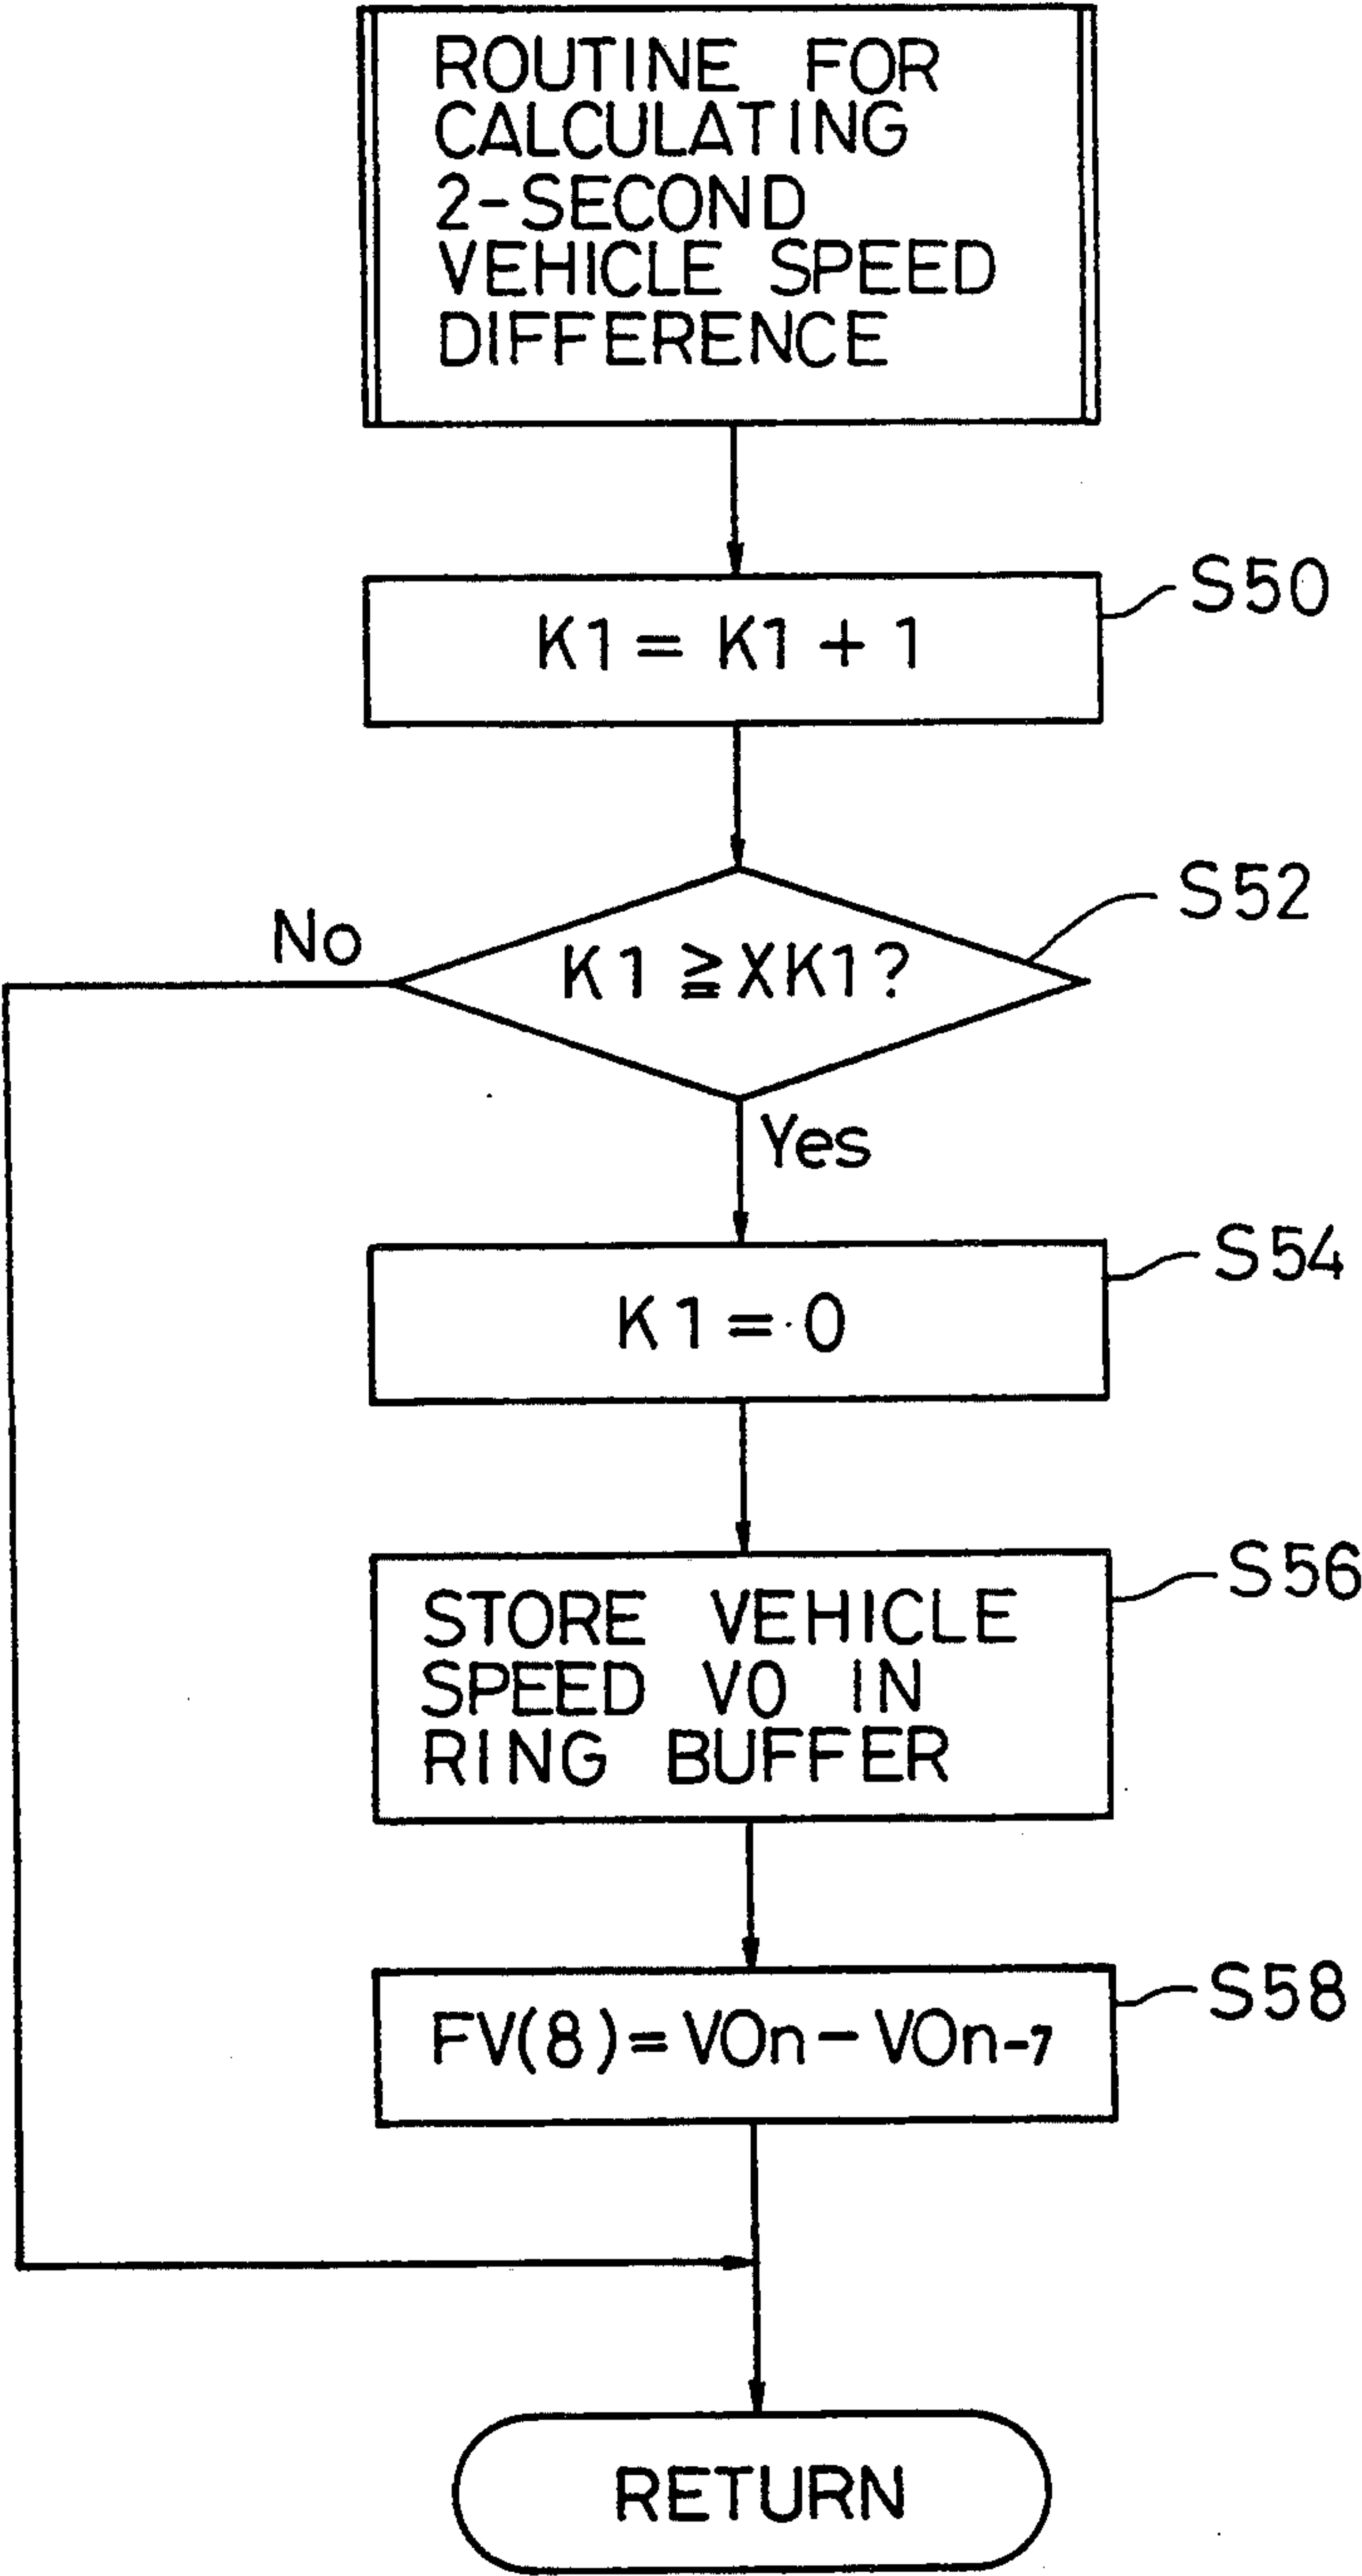 ROUTINE FOR
CALCULATING
2-SECOND
VEHICLE SPEED
DIFFERENCE
S50
K1 = K1 + 1
S52
No
K1 ≧ XK1?
Yes
S54
K1 = 0
S56
STORE VEHICLE
SPEED V0 IN
RING BUFFER
S58
FV(8) = V0n - V0n-7
RETURN